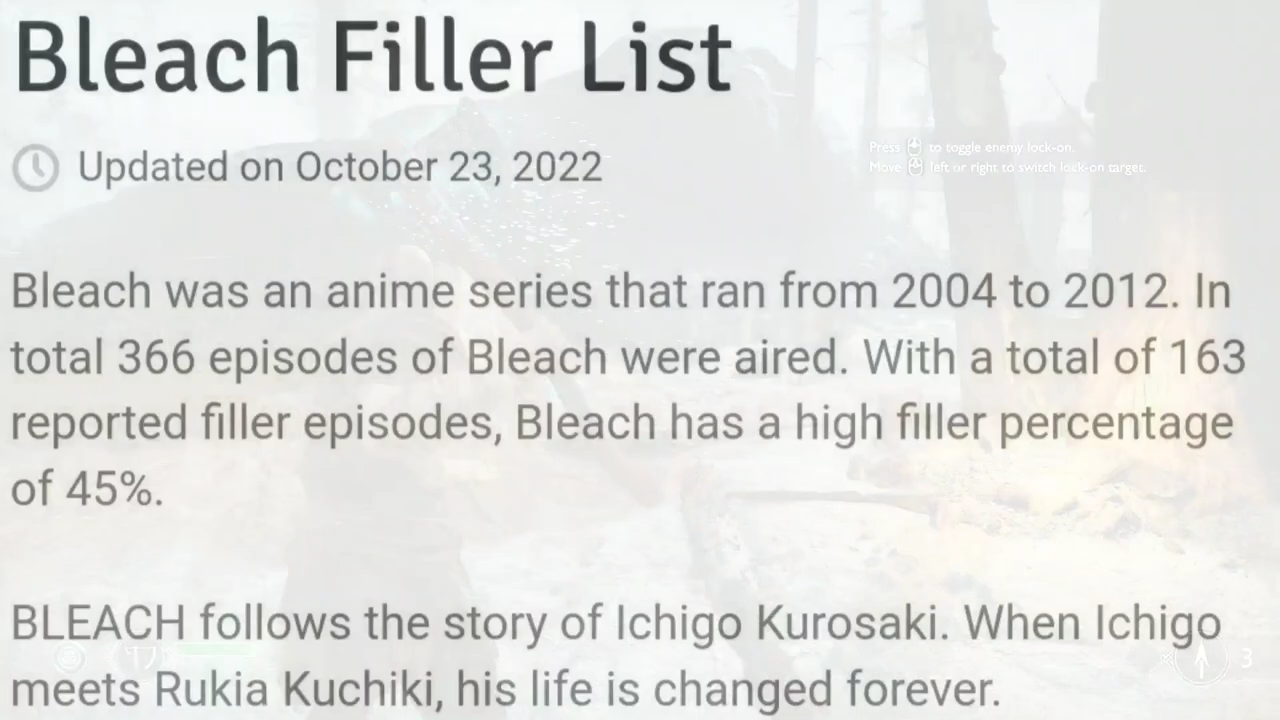 Bleach Filler List
Updated on October 23, 2022
Press to toggle enemy lock-on.
Move left or right to switch lock-on target.
Bleach was an anime series that ran from 2004 to 2012. In
total 366 episodes of Bleach were aired. With a total of 163
reported filler episodes, Bleach has a high filler percentage
of 45%.
BLEACH follows the story of Ichigo Kurosaki. When Ichigo
meets Rukia Kuchiki, his life is changed forever.
3